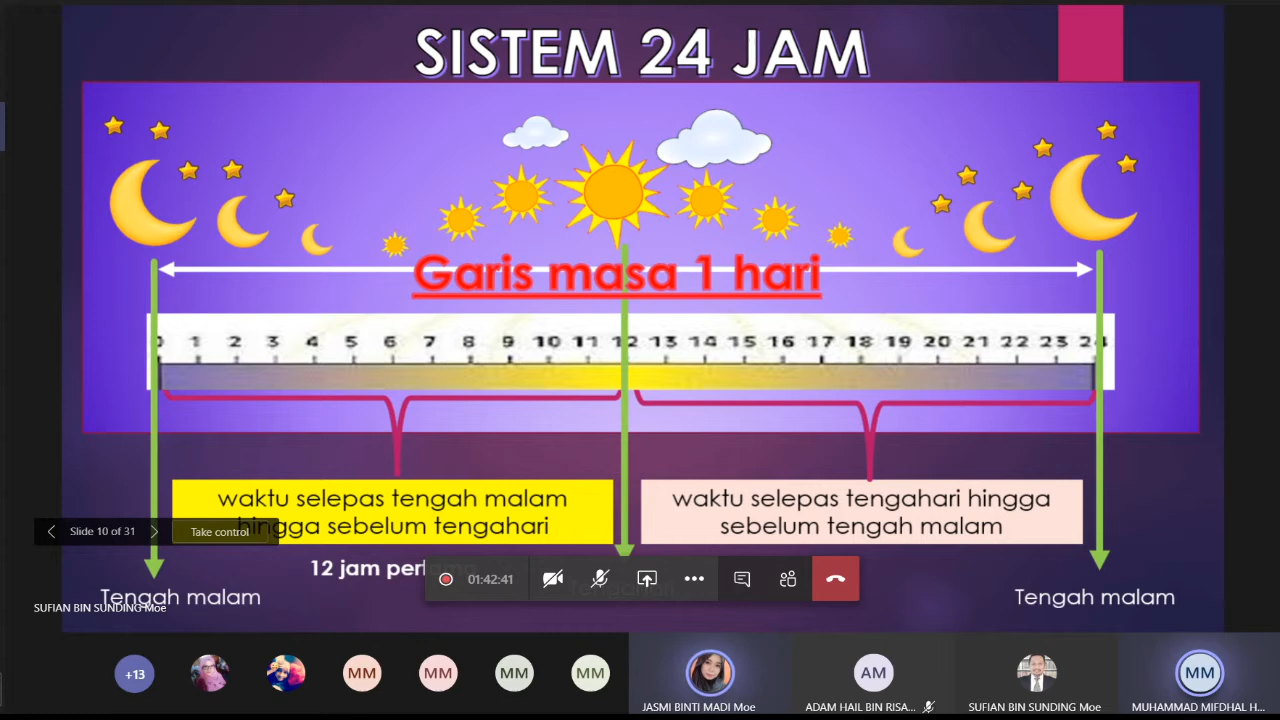 SISTEM 24 JAM
Garis masa 1 hari
0 1 2 3 4 5 6 7 8 9 10 11 12 13 14 15 16 17 18 19 20 21 22 23 24
waktu selepas tengah malam
hingga sebelum tengahari
waktu selepas tengahari hingga
sebelum tengah malam
Slide 10 of 31
Take control
12 jam
01:42:41
Tengah malam
Tengah malam
SUFIAN BIN SUNDING Moe
+13
MM
MM
MM
MM
AM
MM
JASMI BINTI MADI Moe
ADAM HAIL BIN RISA...
SUFIAN BIN SUNDING Moe
MUHAMMAD MIFDHAL H...